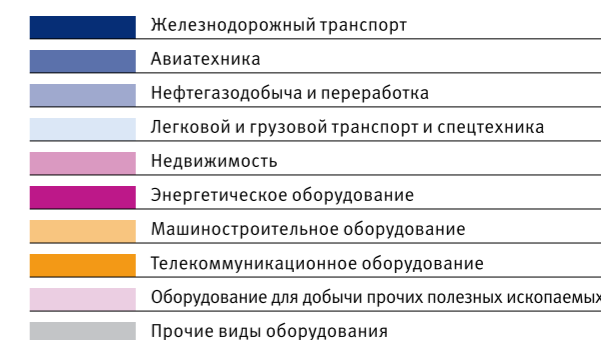 Железнодорожный транспорт
Авиатехника
Нефтегазодобыча и переработка
Легковой и грузовой транспорт и спецтехника
Недвижимость
Энергетическое оборудование
Машиностроительное оборудование
Телекоммуникационное оборудование
Оборудование для добычи прочих полезных ископаемых
Прочие виды оборудования